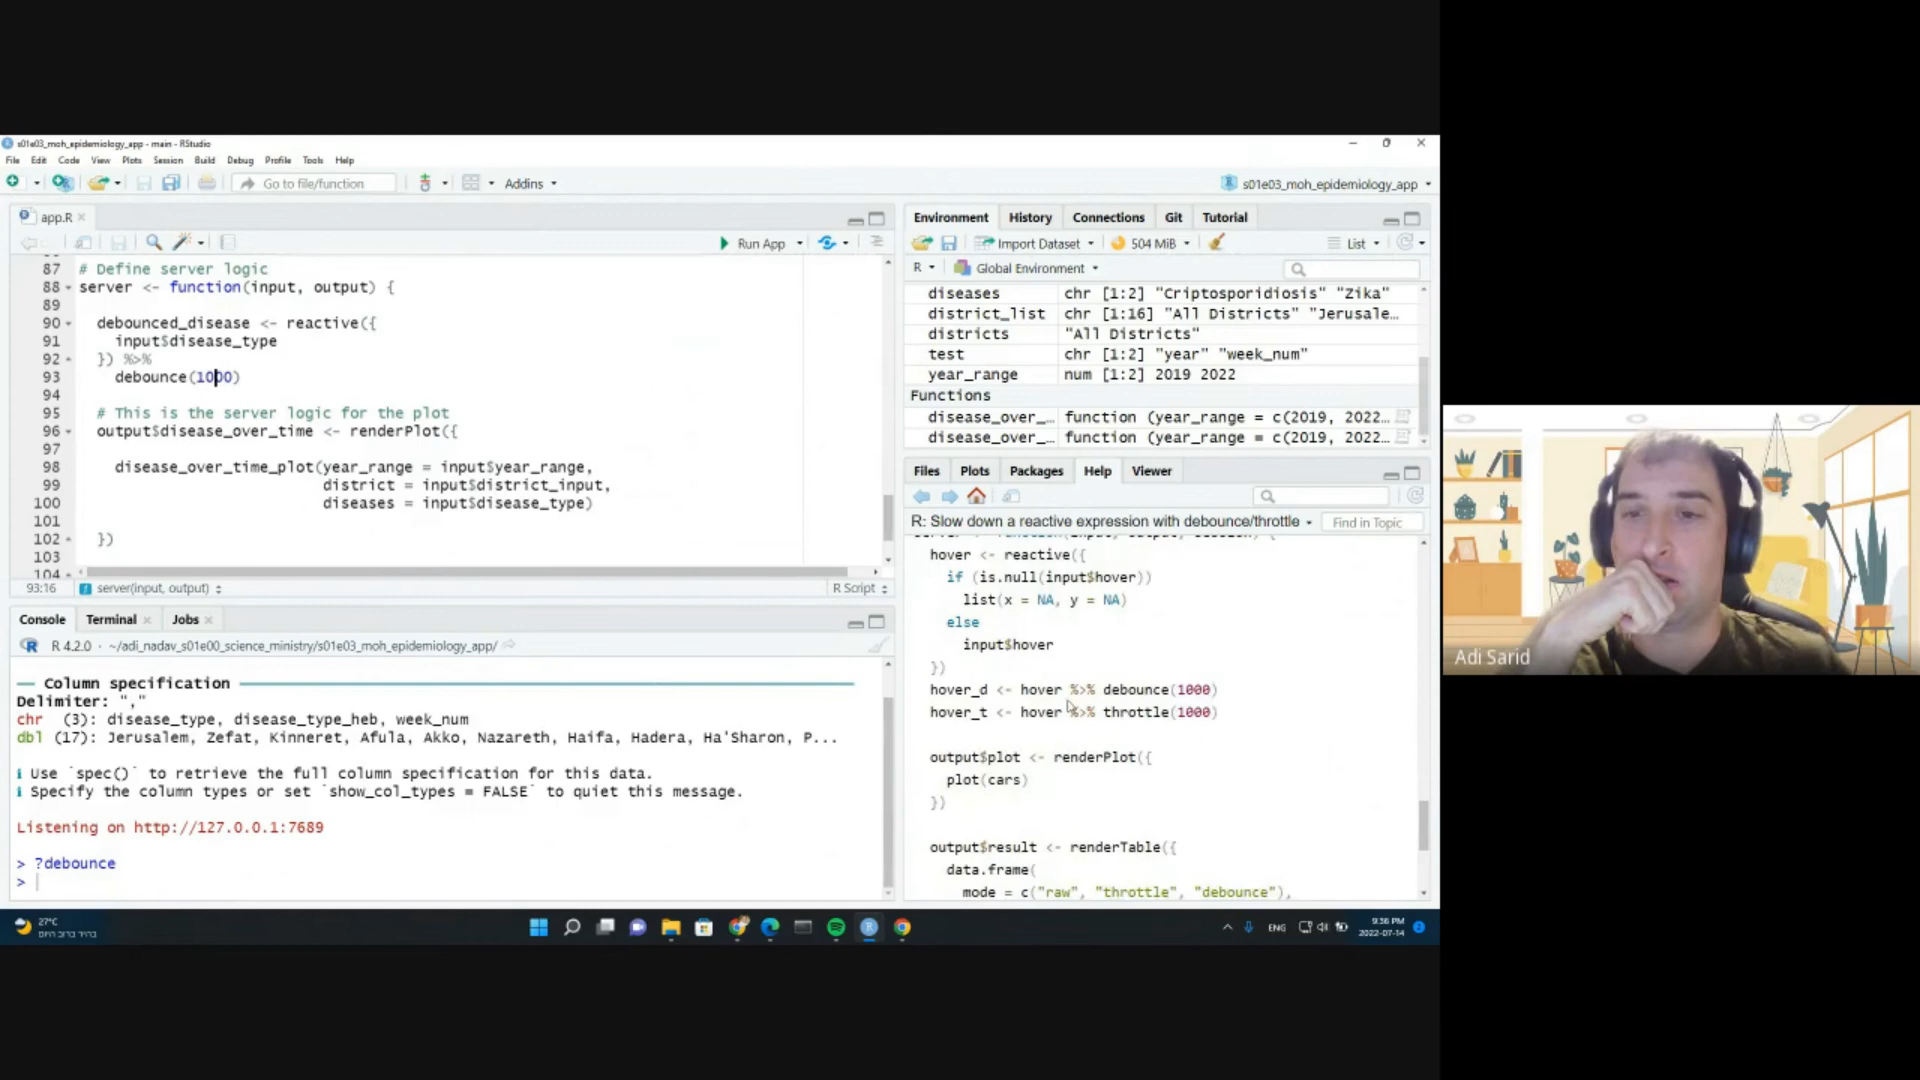 s01e03_moh_epidemiology_app - main - RStudio
File Edit Code View Plots Session Build Debug Profile Tools Help
Go to file/function
Addins
s01e03_moh_epidemiology_app
app.R
Run App
87 # Define server logic
88 server <- function(input, output) {
89
90 debounced_disease <- reactive({
91 input$disease_type
92 }) %>%
93 debounce(1000)
94
95 # This is the server logic for the plot
96 output$disease_over_time <- renderPlot({
97
98 disease_over_time_plot(year_range = input$year_range,
99 district = input$district_input,
100 diseases = input$disease_type)
101
102 })
103
104
93:16 server(input, output) R Script
Console Terminal Jobs
R 4.2.0 · ~/adi_nadav_s01e00_science_ministry/s01e03_moh_epidemiology_app/
── Column specification ──
Delimiter: ","
chr (3): disease_type, disease_type_heb, week_num
dbl (17): Jerusalem, Zefat, Kinneret, Afula, Akko, Nazareth, Haifa, Hadera, Ha'Sharon, P...
i Use `spec()` to retrieve the full column specification for this data.
i Specify the column types or set `show_col_types = FALSE` to quiet this message.
Listening on http://127.0.0.1:7689
> ?debounce
>
Environment History Connections Git Tutorial
Import Dataset 504 MiB List
R Global Environment
diseases chr [1:2] "Criptosporidiosis" "Zika"
district_list chr [1:16] "All Districts" "Jerusale…
districts "All Districts"
test chr [1:2] "year" "week_num"
year_range num [1:2] 2019 2022
Functions
disease_over_… function (year_range = c(2019, 2022…
disease_over_… function (year_range = c(2019, 2022…
Files Plots Packages Help Viewer
R: Slow down a reactive expression with debounce/throttle Find in Topic
server <- function(input, output, session) {
hover <- reactive({
if (is.null(input$hover))
list(x = NA, y = NA)
else
input$hover
})
hover_d <- hover %>% debounce(1000)
hover_t <- hover %>% throttle(1000)
output$plot <- renderPlot({
plot(cars)
})
output$result <- renderTable({
data.frame(
mode = c("raw", "throttle", "debounce"),
Adi Sarid
27°C
ENG
9:36 PM
2022-07-14